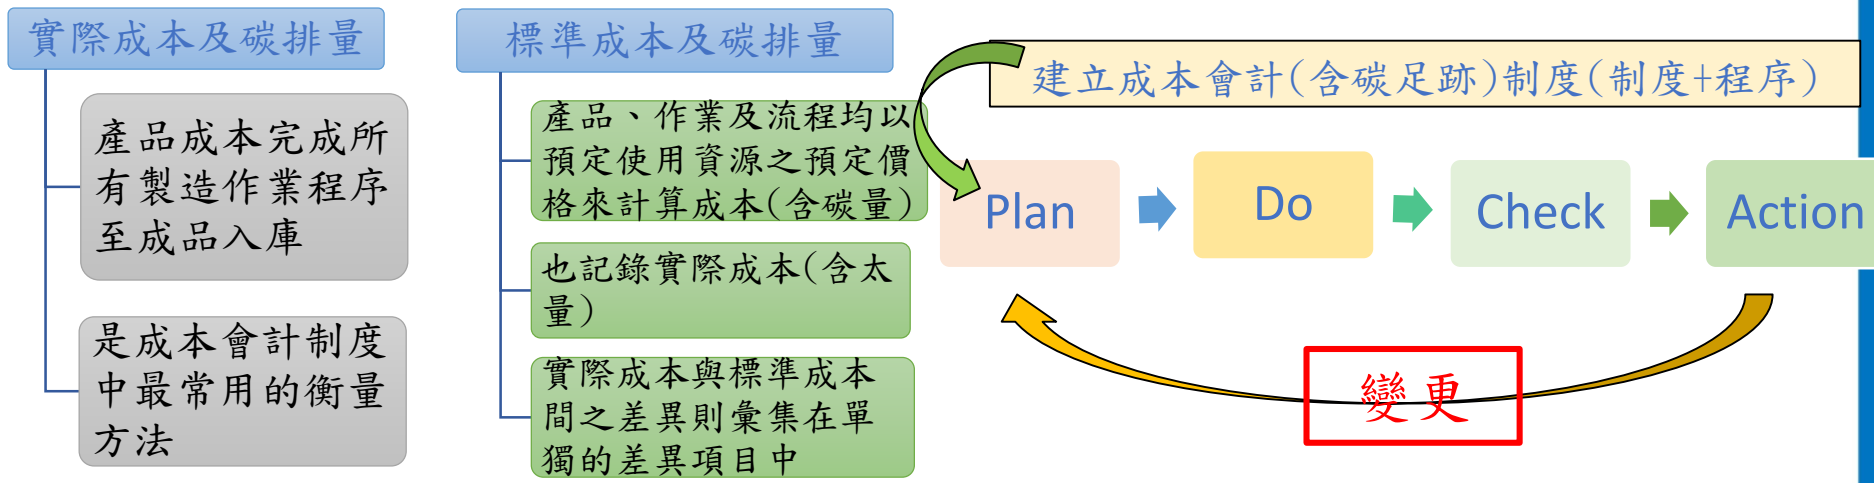 實際成本及碳排量
產品成本完成所
有製造作業程序
至成品入庫
是成本會計制度
中最常用的衡量
方法
標準成本及碳排量
產品、作業及流程均以
預定使用資源之預定價
格來計算成本(含碳量)
也記錄實際成本(含太
量)
實際成本與標準成本
間之差異則彙集在單
獨的差異項目中
建立成本會計(含碳足跡)制度(制度+程序)
Plan
Do
Check
Action
變更